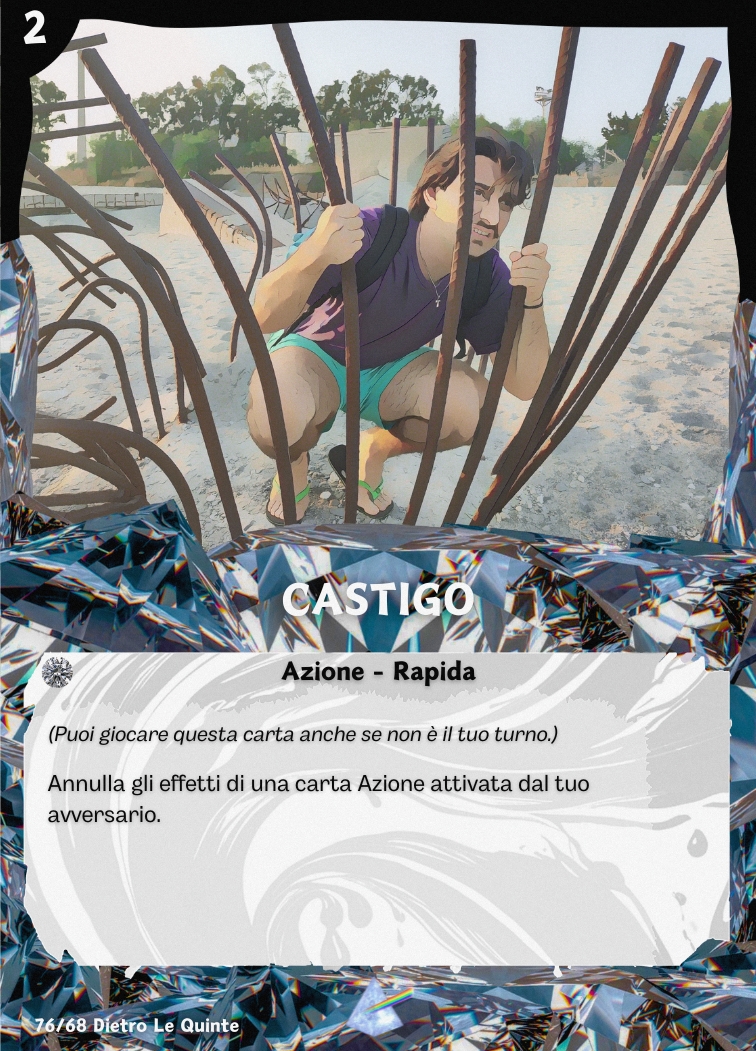 2
CASTIGO
Azione - Rapida
(Puoi giocare questa carta anche se non è il tuo turno.)
Annulla gli effetti di una carta Azione attivata dal tuo
avversario.
76/68 Dietro Le Quinte